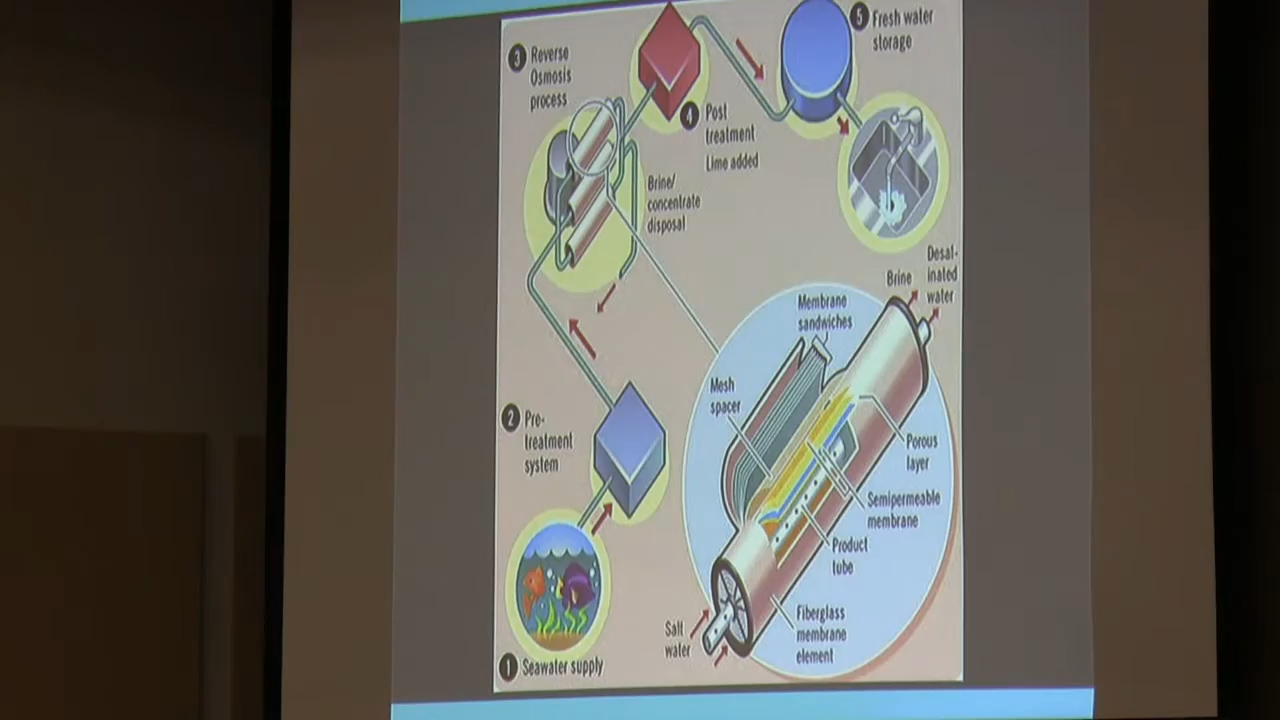 3 Reverse
Osmosis
process
4 Post
treatment
Lime added
5 Fresh water
storage
Brine/
concentrate
disposal
2 Pre-
treatment
system
1 Seawater supply
Membrane
sandwiches
Mesh
spacer
Brine
Desal-
inated
water
Porous
layer
Semipermeable
membrane
Product
tube
Fiberglass
membrane
element
Salt
water